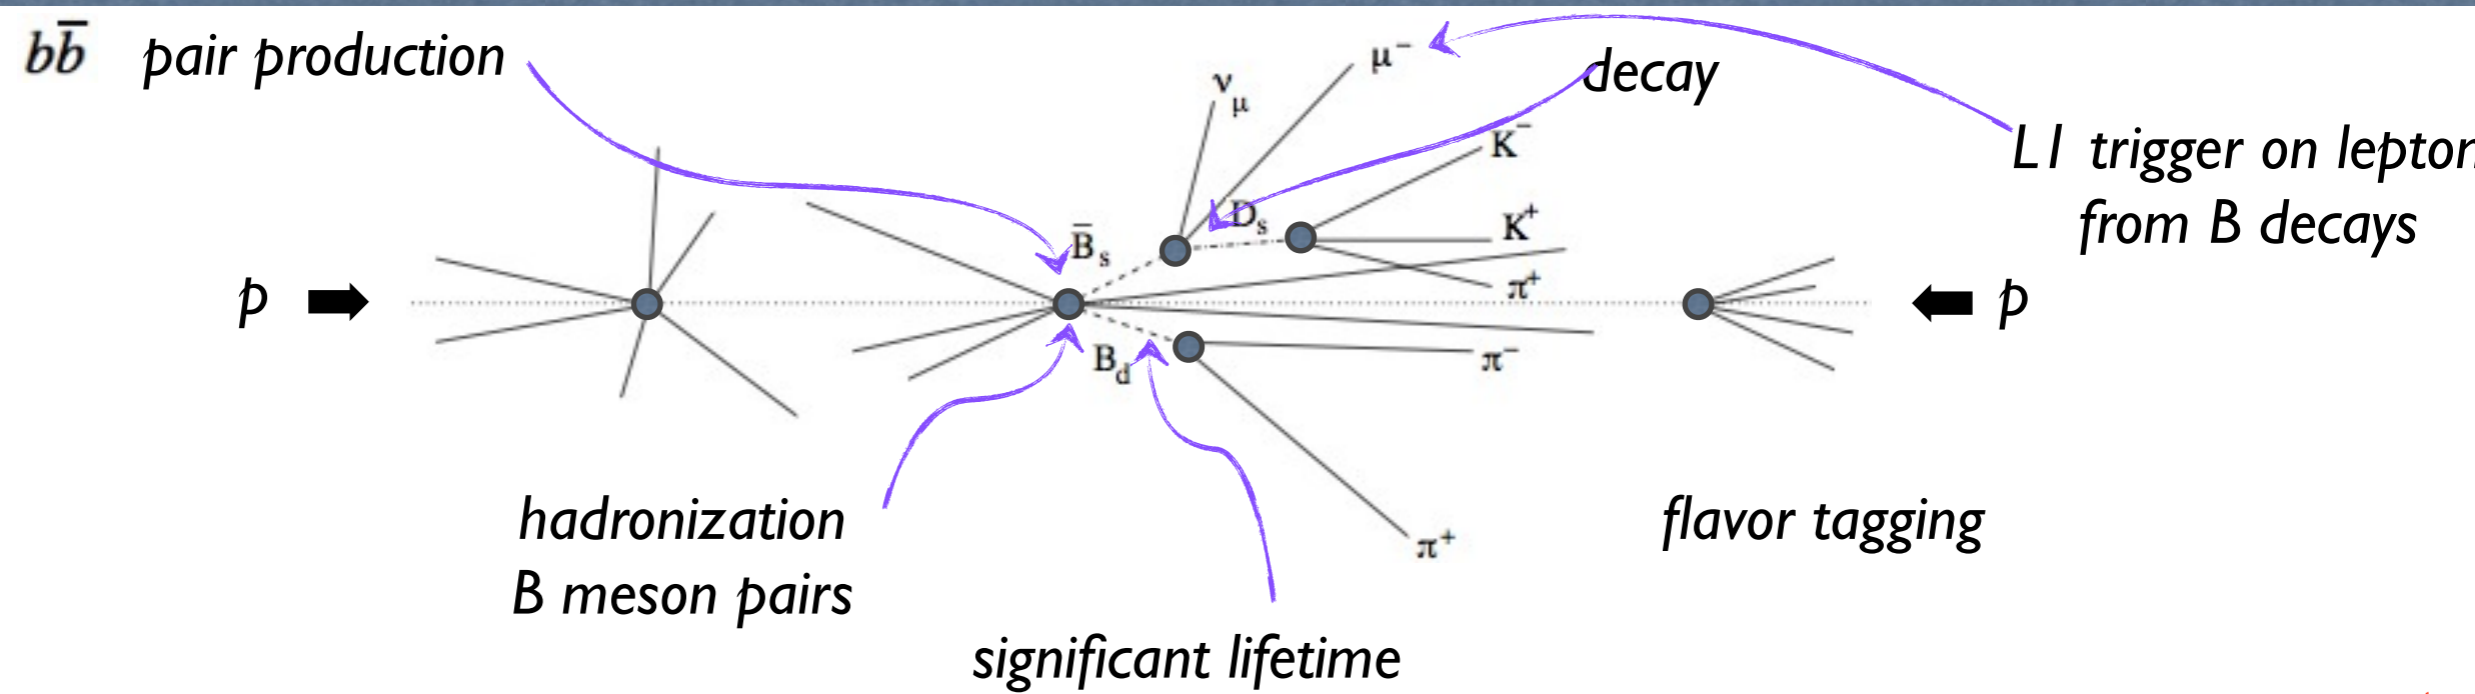 bb̅ pair production
μ⁻
decay
ν_μ
L1 trigger on lepton
from B decays
K⁻
D_s
K⁺
B̅_s
π⁺
p
p
B_d
π⁻
π⁺
hadronization
B meson pairs
flavor tagging
significant lifetime